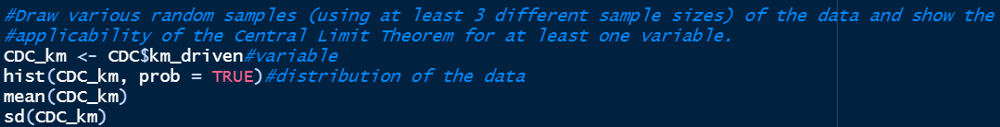 #Draw various random samples (using at least 3 different sample sizes) of the data and show the
#applicability of the Central Limit Theorem for at least one variable.
CDC_km <- CDC$km_driven#variable
hist(CDC_km, prob = TRUE)#distribution of the data
mean(CDC_km)
sd(CDC_km)